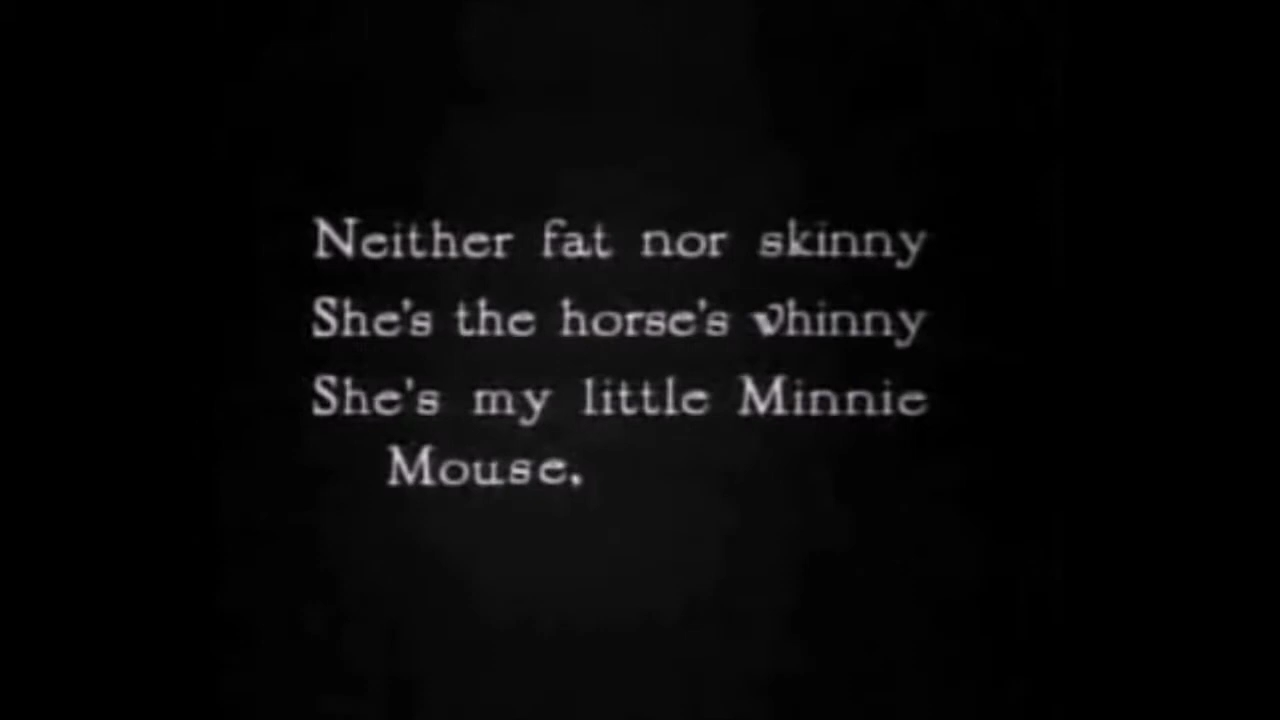 Neither fat nor skinny
She's the horse's whinny
She's my little Minnie
Mouse.